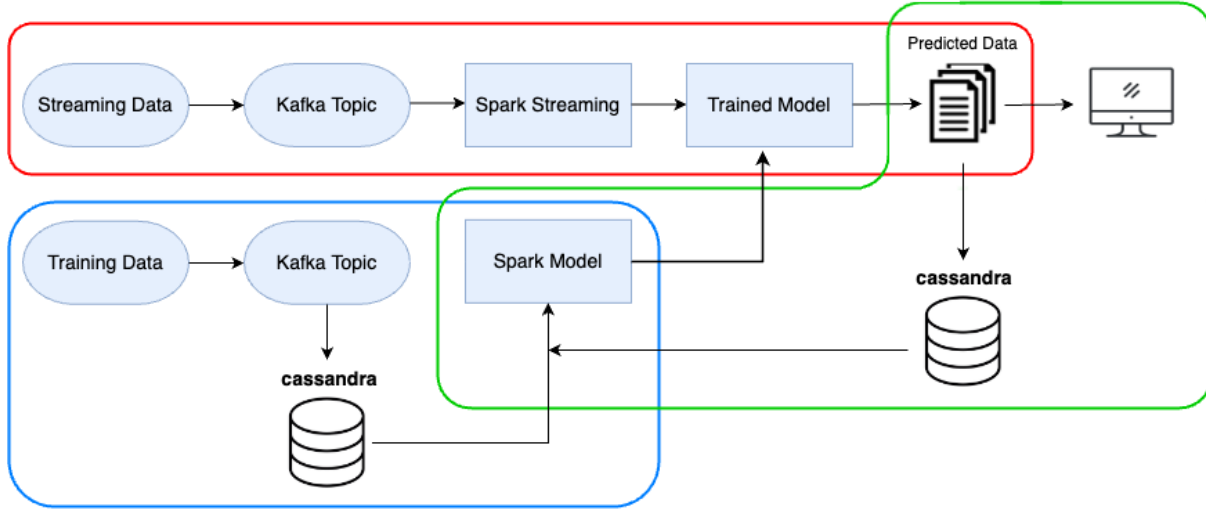 Predicted Data
Streaming Data
Kafka Topic
Spark Streaming
Trained Model
Training Data
Kafka Topic
Spark Model
cassandra
cassandra